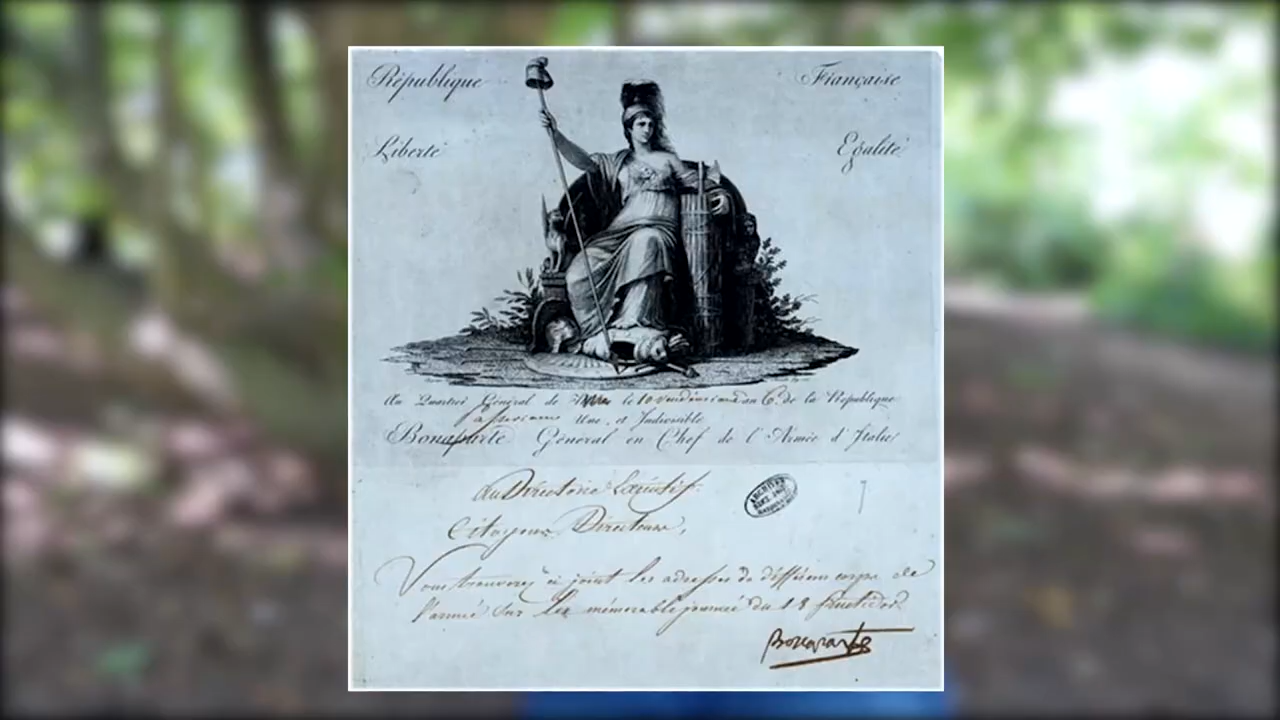 République Française
Liberté Egalité
Au Quartier Général de le 10 vendémiaire an 6.e de la République
à Passeriano Une, et Indivisible
Bonaparte Général en Chef de l'Armée d'Italie
Au Directoire Exécutif.
Citoyens Directeurs,
Vous trouverez ci joint les adresses de différens corps de
l'armée sur la mémorable journée du 18 fructidor.
Bonaparte
ARCHIVES